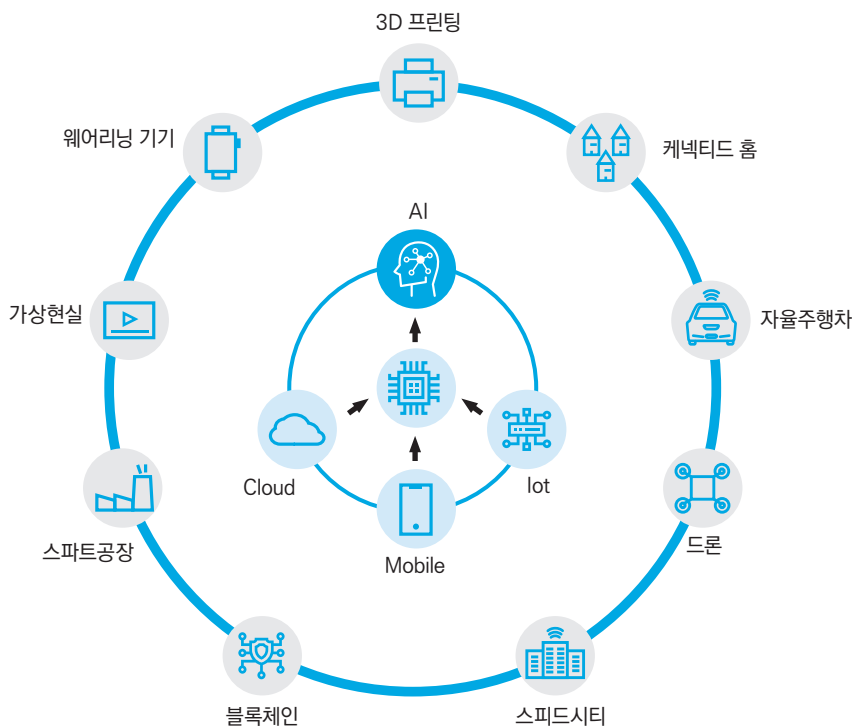 3D 프린팅
웨어리닝 기기
케넥티드 홈
AI
가상현실
자율주행차
Cloud
Iot
스파트공장
드론
Mobile
블록체인
스피드시티